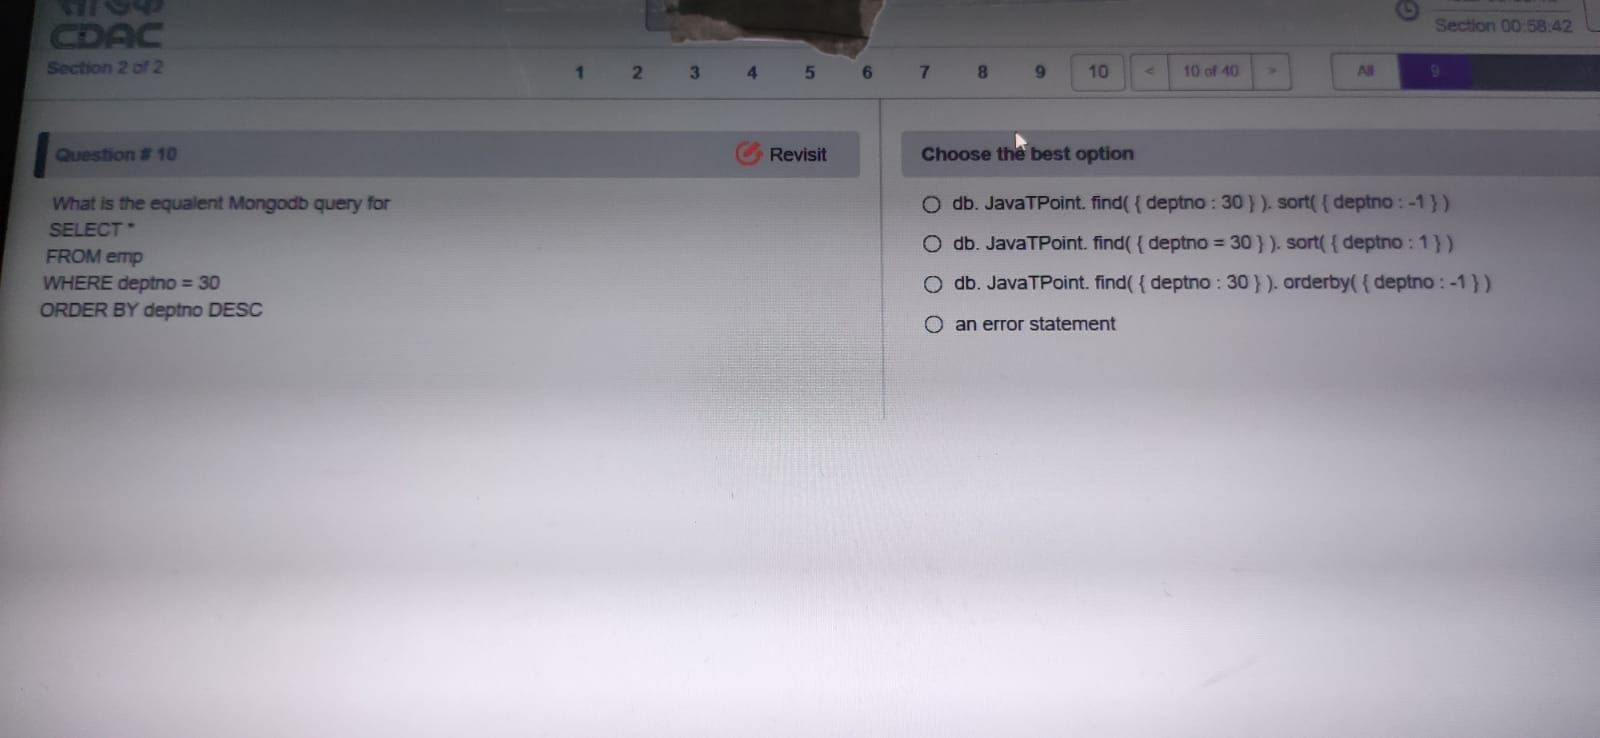 CDAC
Section 00:58:42
Section 2 of 2
1 2 3 4 5 6 7 8 9 10 < 10 of 40 > All 9
Question # 10
Revisit
Choose the best option
What is the equalent Mongodb query for
SELECT *
FROM emp
WHERE deptno = 30
ORDER BY deptno DESC
db. JavaTPoint. find( { deptno : 30 } ). sort( { deptno : -1 } )
db. JavaTPoint. find( { deptno = 30 } ). sort( { deptno : 1 } )
db. JavaTPoint. find( { deptno : 30 } ). orderby( { deptno : -1 } )
an error statement